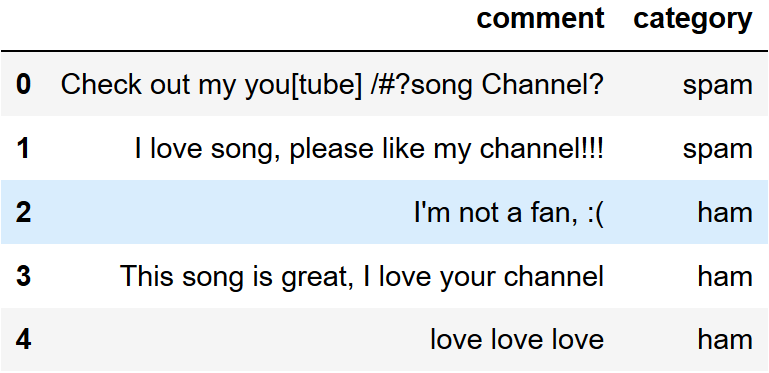 comment category
0 Check out my you[tube] /#?song Channel? spam
1 I love song, please like my channel!!! spam
2 I'm not a fan, :( ham
3 This song is great, I love your channel ham
4 love love love ham